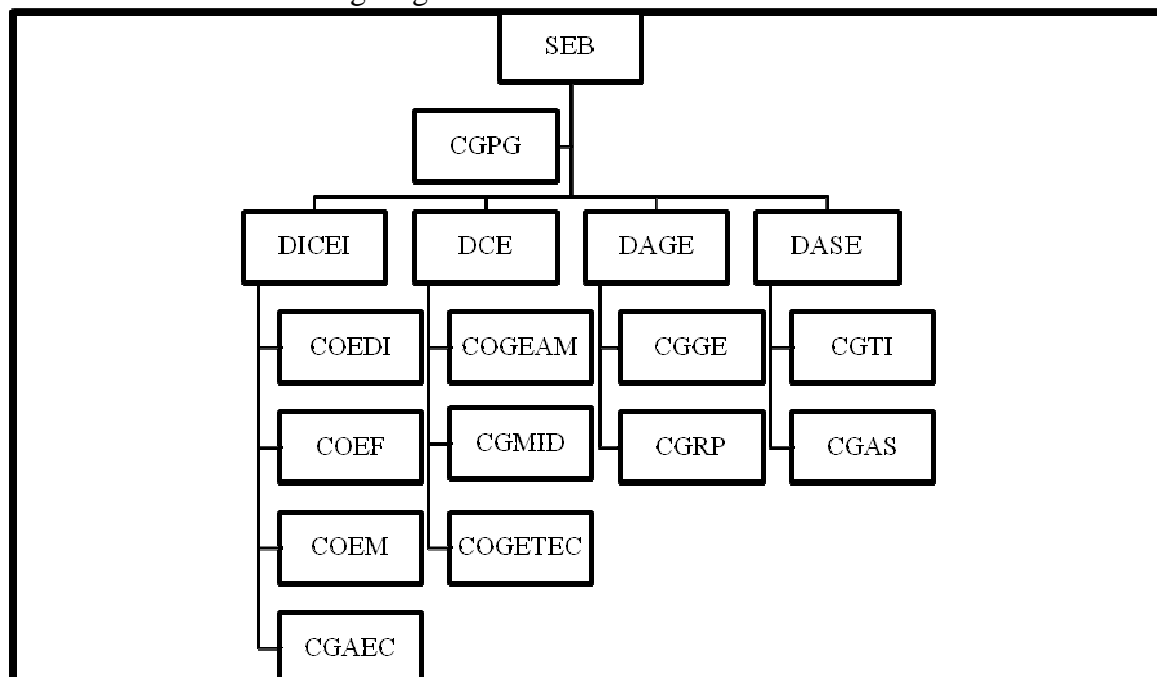 SEB
CGPG
DICEI
DCE
DAGE
DASE
COEDI
COGEAM
CGGE
CGTI
COEF
CGMID
CGRP
CGAS
COEM
COGETEC
CGAEC